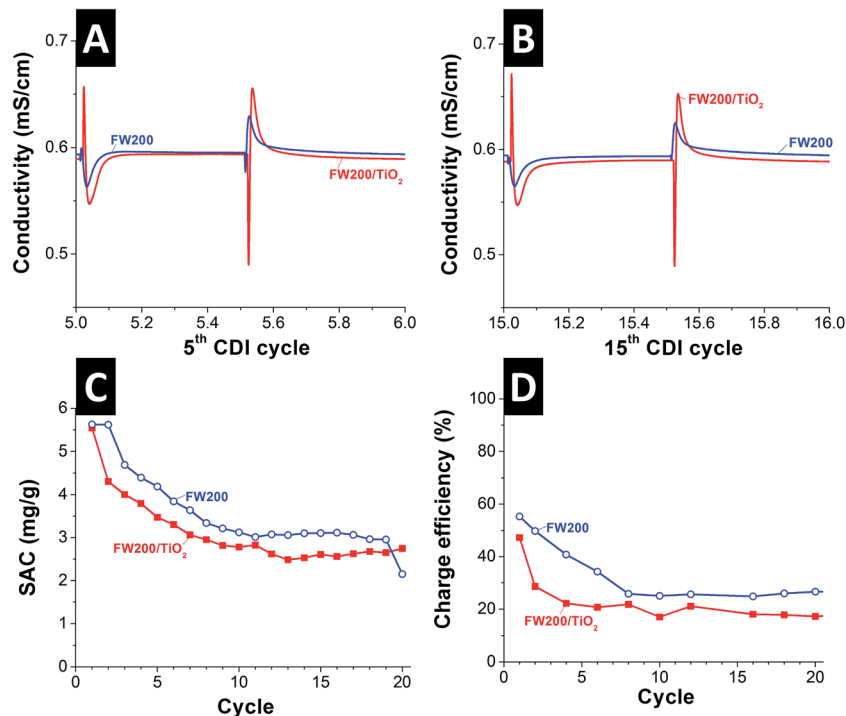 A
Conductivity (mS/cm)
0.7
0.6
0.5
FW200
FW200/TiO₂
5.0 5.2 5.4 5.6 5.8 6.0
5ᵗʰ CDI cycle
B
Conductivity (mS/cm)
0.7
0.6
0.5
FW200/TiO₂
FW200
15.0 15.2 15.4 15.6 15.8 16.0
15ᵗʰ CDI cycle
C
SAC (mg/g)
6
5
4
3
2
1
0
FW200
FW200/TiO₂
0 5 10 15 20
Cycle
D
Charge efficiency (%)
100
80
60
40
20
0
FW200
FW200/TiO₂
0 5 10 15 20
Cycle